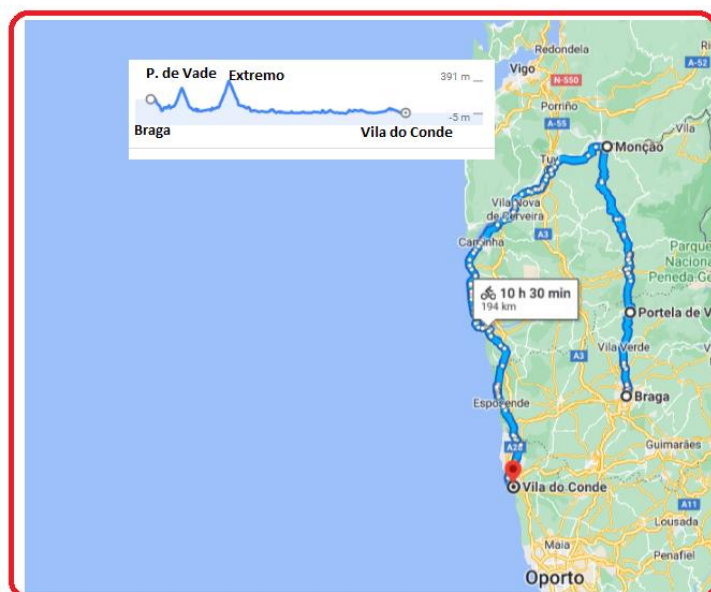 Redondela
Vigo
A-52
N-550
P. de Vade
Extremo
391 m
-5 m
Braga
Vila do Conde
Porriño
A-55
Tuy
Monção
Vila
Vila Nova
de Cerveira
A3
Caminha
Parque
Nacional
Peneda-Ge
10 h 30 min
194 km
Portela de V
Vila Verde
A3
Braga
Esposende
A28
Guimarães
Vila do Conde
A11
Lousada
Maia
Penafiel
Oporto